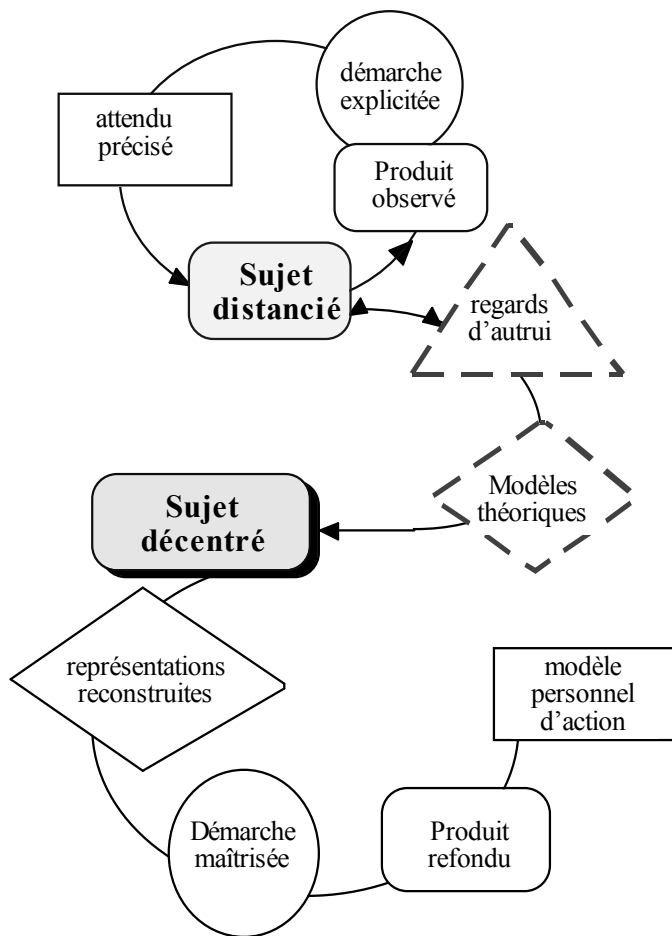 démarche
explicitée
attendu
précisé
Produit
observé
Sujet
distancié
regards
d’autrui
Modèles
théoriques
Sujet
décentré
représentations
reconstruites
modèle
personnel
d’action
Démarche
maîtrisée
Produit
refondu